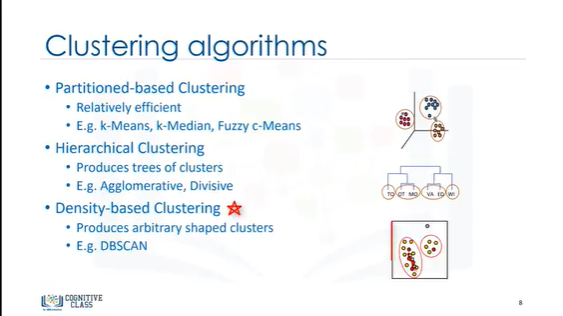 Clustering algorithms
• Partitioned-based Clustering
• Relatively efficient
• E.g. k-Means, k-Median, Fuzzy c-Means
• Hierarchical Clustering
• Produces trees of clusters
• E.g. Agglomerative, Divisive
TO OT MO VA ED WI
• Density-based Clustering
• Produces arbitrary shaped clusters
• E.g. DBSCAN
COGNITIVE
CLASS
8